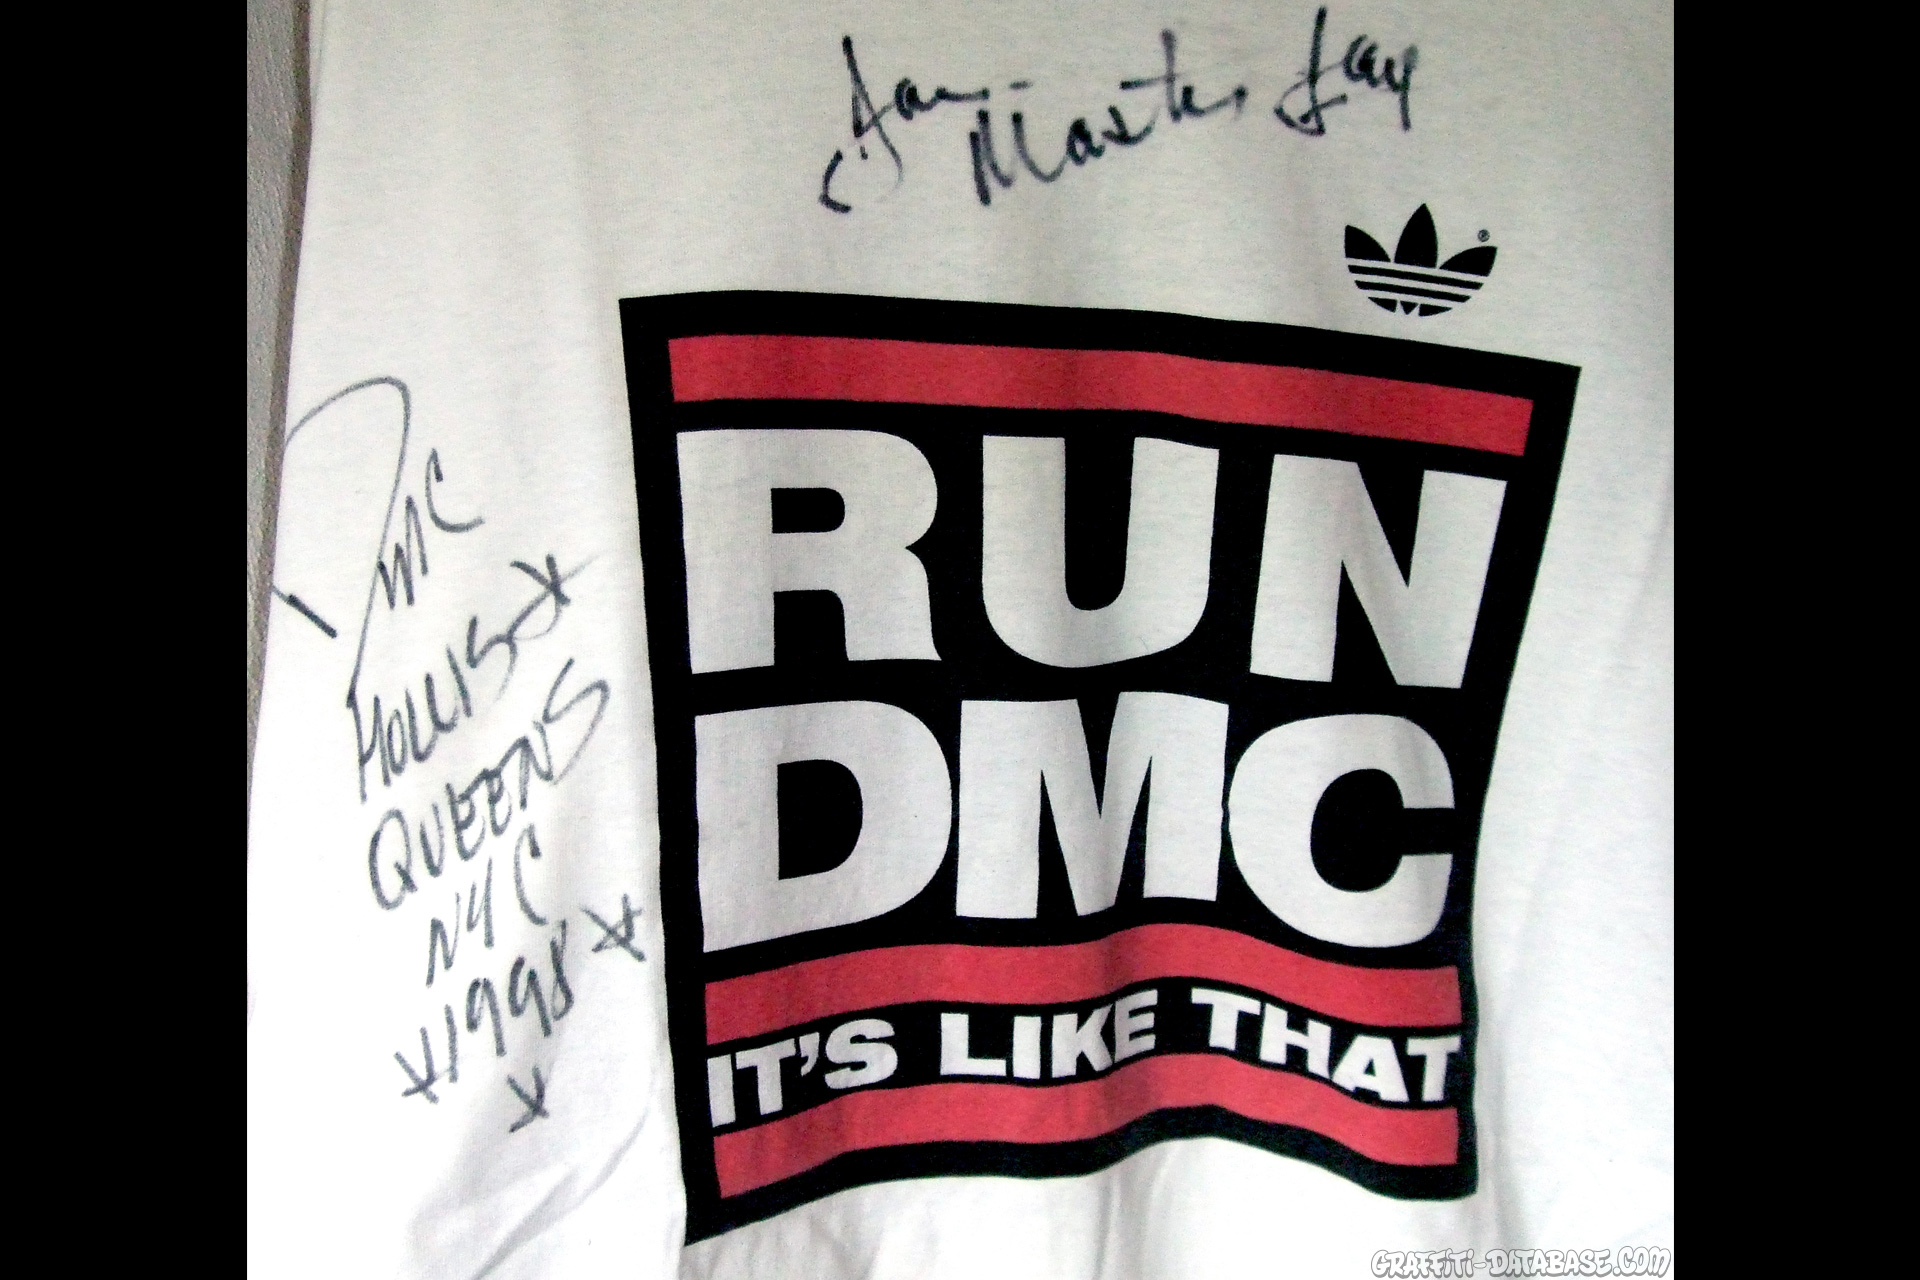 Jam Master Jay
®
DMC
HOLLIS
QUEENS
NYC
1998
RUN
DMC
IT'S LIKE THAT
GRAFFITI-DATABASE.COM